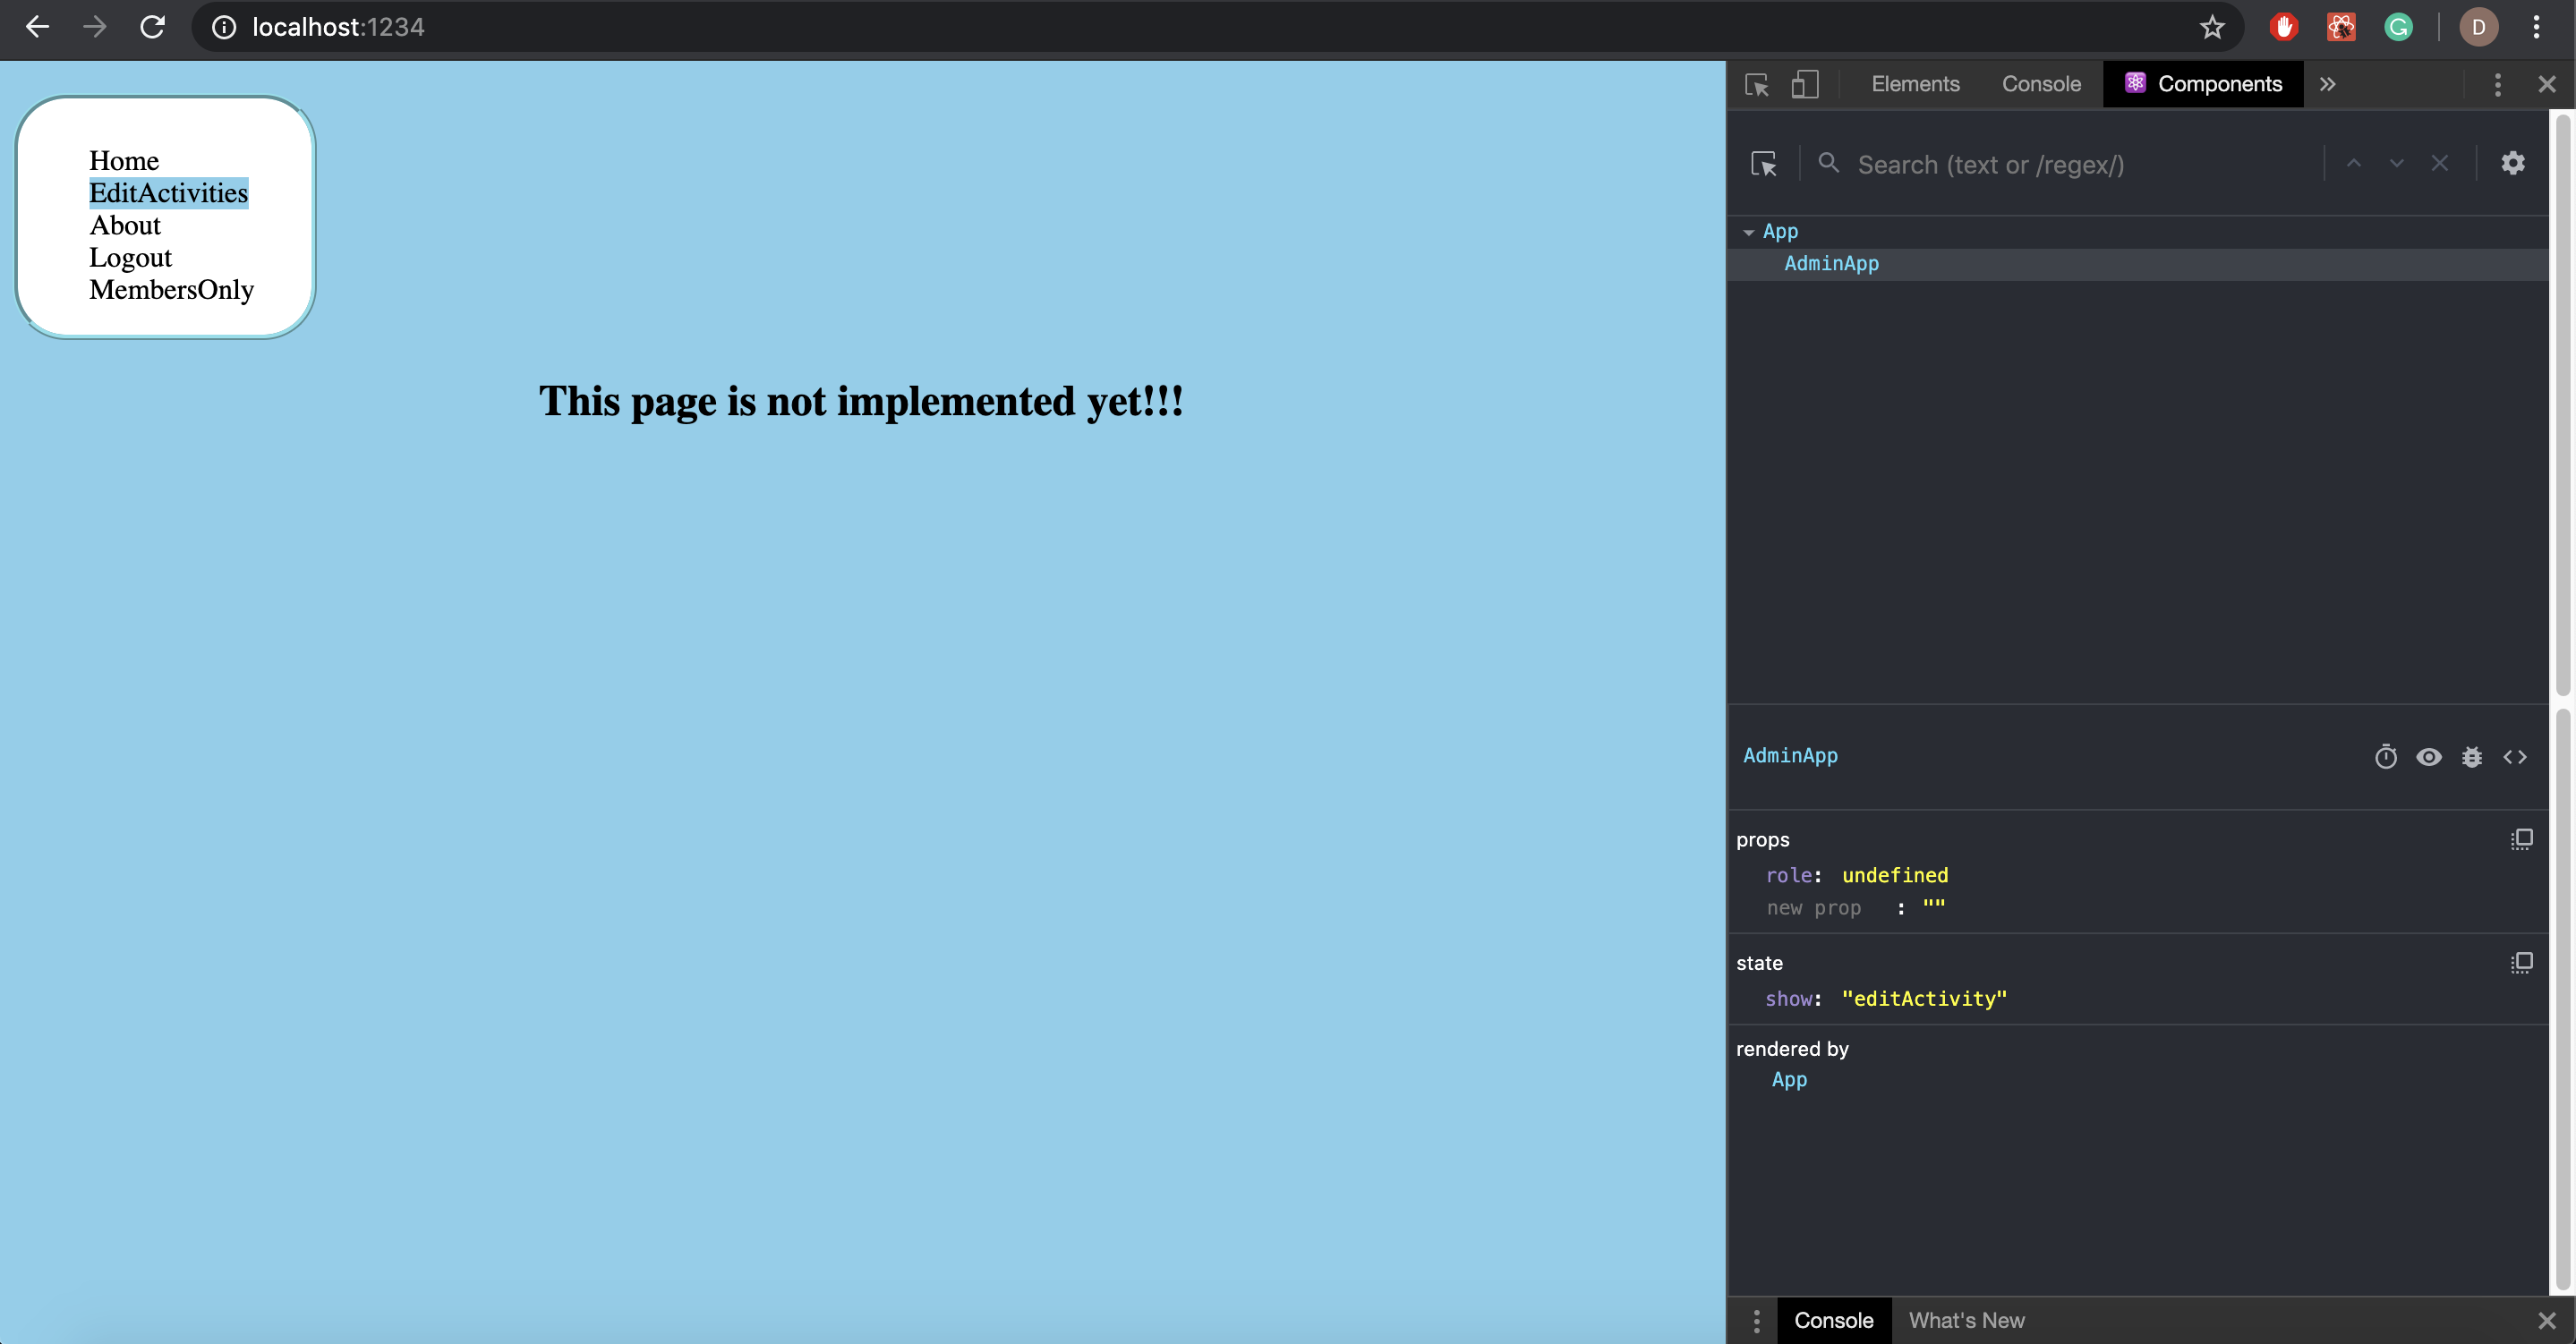 localhost:1234
D
Home
EditActivities
About
Logout
MembersOnly
This page is not implemented yet!!!
Elements Console Components »
Search (text or /regex/)
App
AdminApp
AdminApp
props
role: undefined
new prop : ""
state
show: "editActivity"
rendered by
App
Console What's New